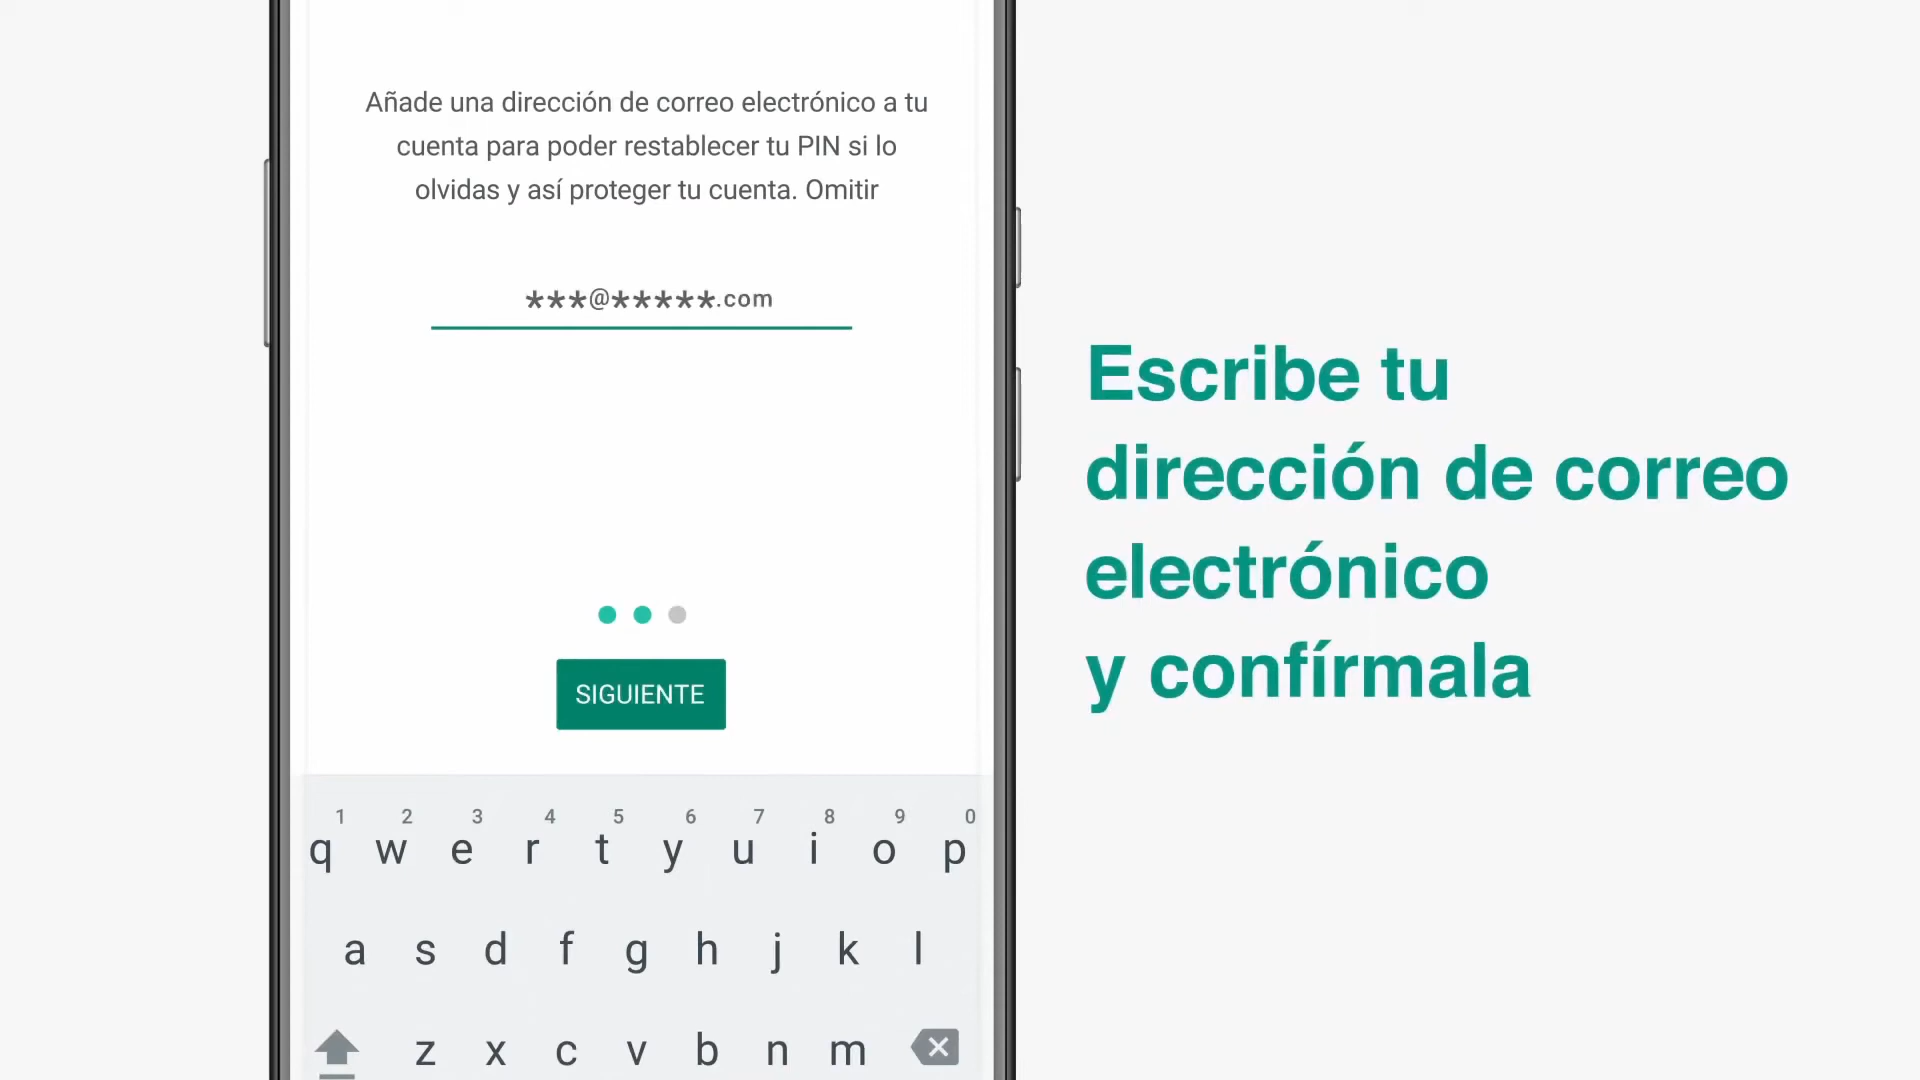 Añade una dirección de correo electrónico a tu
cuenta para poder restablecer tu PIN si lo
olvidas y así proteger tu cuenta. Omitir
***@*****.com
SIGUIENTE
1 2 3 4 5 6 7 8 9 0
q w e r t y u i o p
a s d f g h j k l
z x c v b n m
Escribe tu
dirección de correo
electrónico
y confírmala